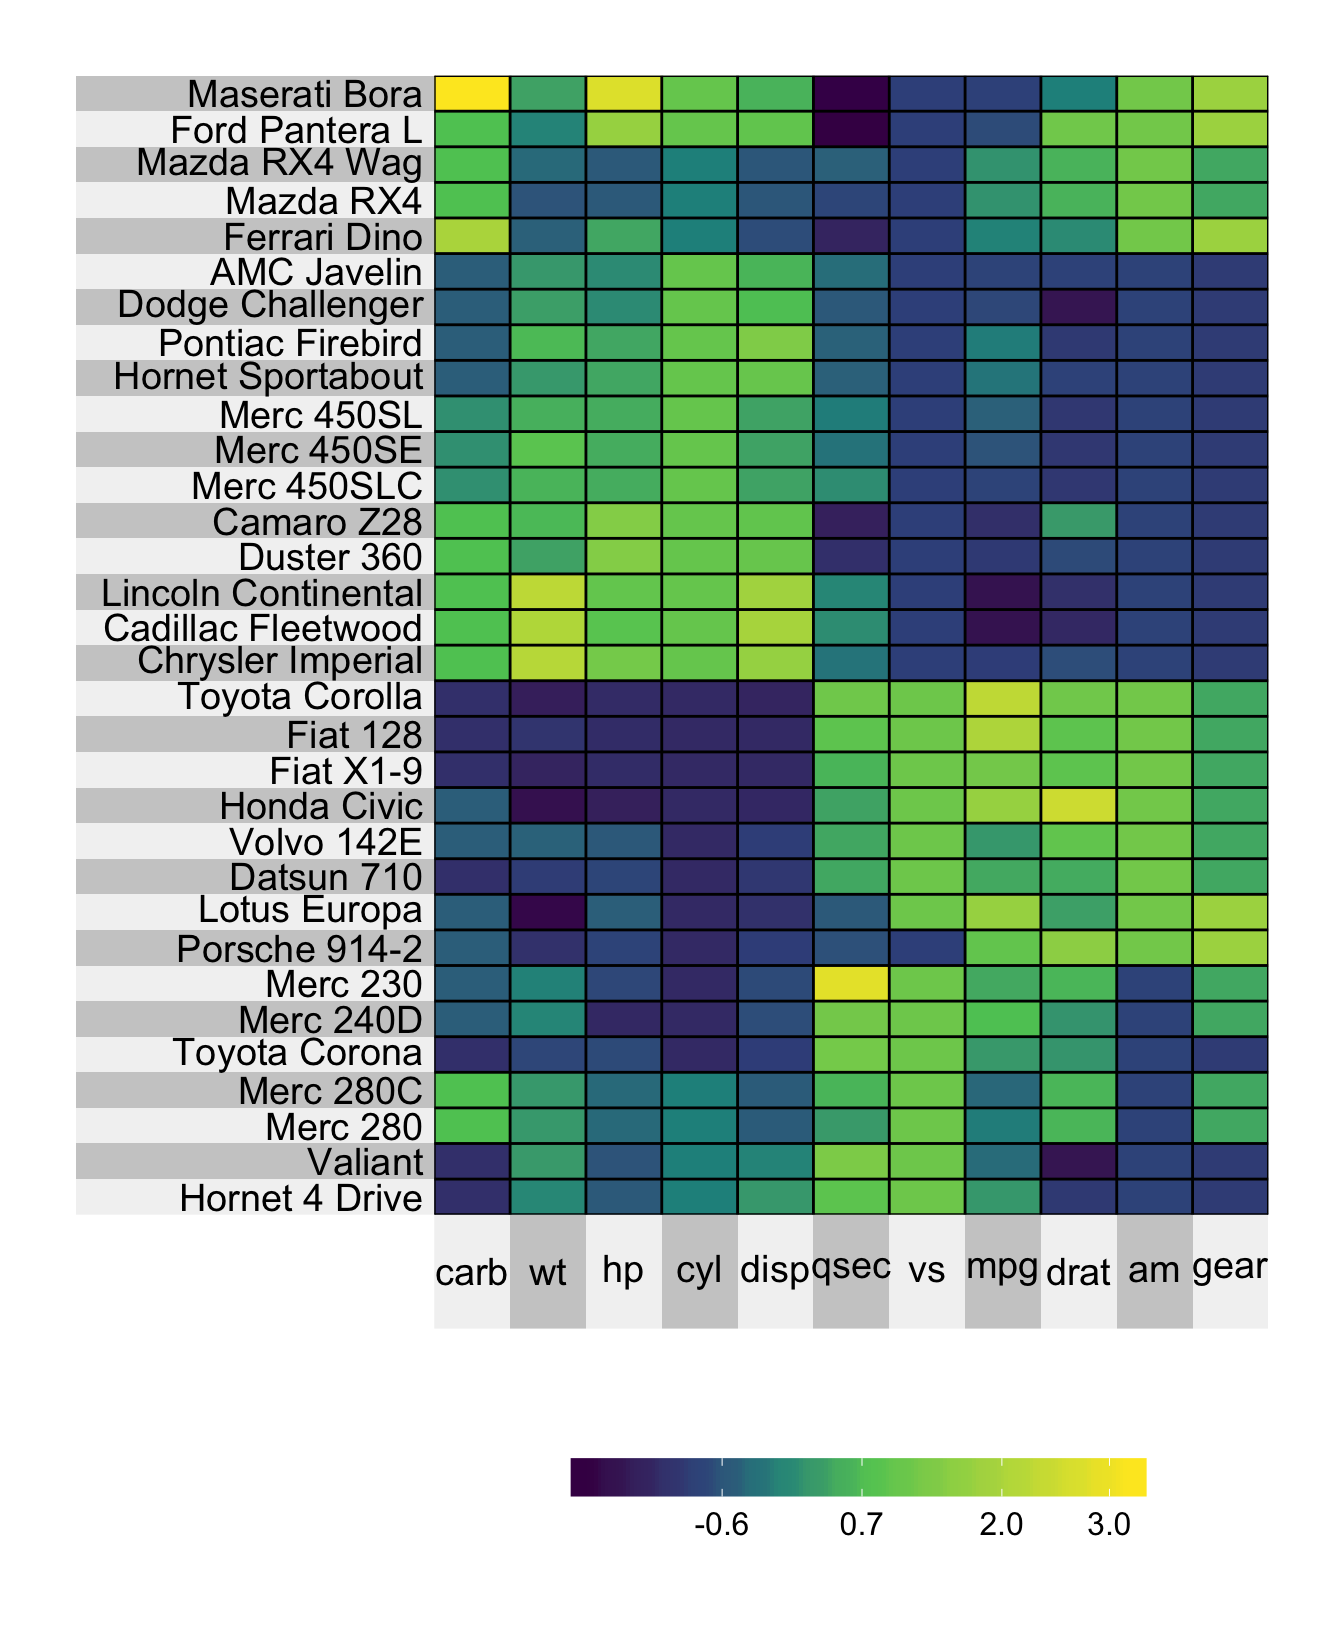 Maserati Bora
Ford Pantera L
Mazda RX4 Wag
Mazda RX4
Ferrari Dino
AMC Javelin
Dodge Challenger
Pontiac Firebird
Hornet Sportabout
Merc 450SL
Merc 450SE
Merc 450SLC
Camaro Z28
Duster 360
Lincoln Continental
Cadillac Fleetwood
Chrysler Imperial
Toyota Corolla
Fiat 128
Fiat X1-9
Honda Civic
Volvo 142E
Datsun 710
Lotus Europa
Porsche 914-2
Merc 230
Merc 240D
Toyota Corona
Merc 280C
Merc 280
Valiant
Hornet 4 Drive
carb wt hp cyl disp qsec vs mpg drat am gear
-0.6 0.7 2.0 3.0